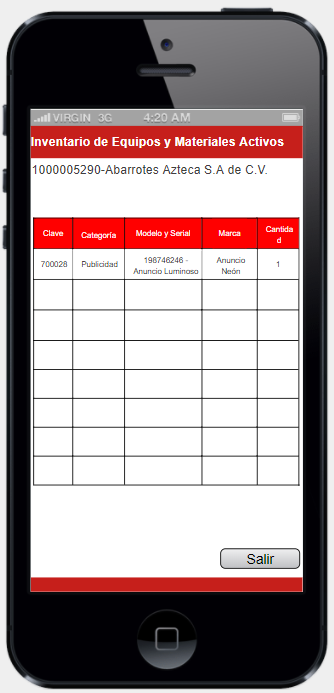 VIRGIN 3G 4:20 AM
Inventario de Equipos y Materiales Activos
1000005290-Abarrotes Azteca S.A de C.V.
Clave Categoría Modelo y Serial Marca Cantida
d
700028 Publicidad 198746246 - Anuncio 1
Anuncio Luminoso Neón
Salir